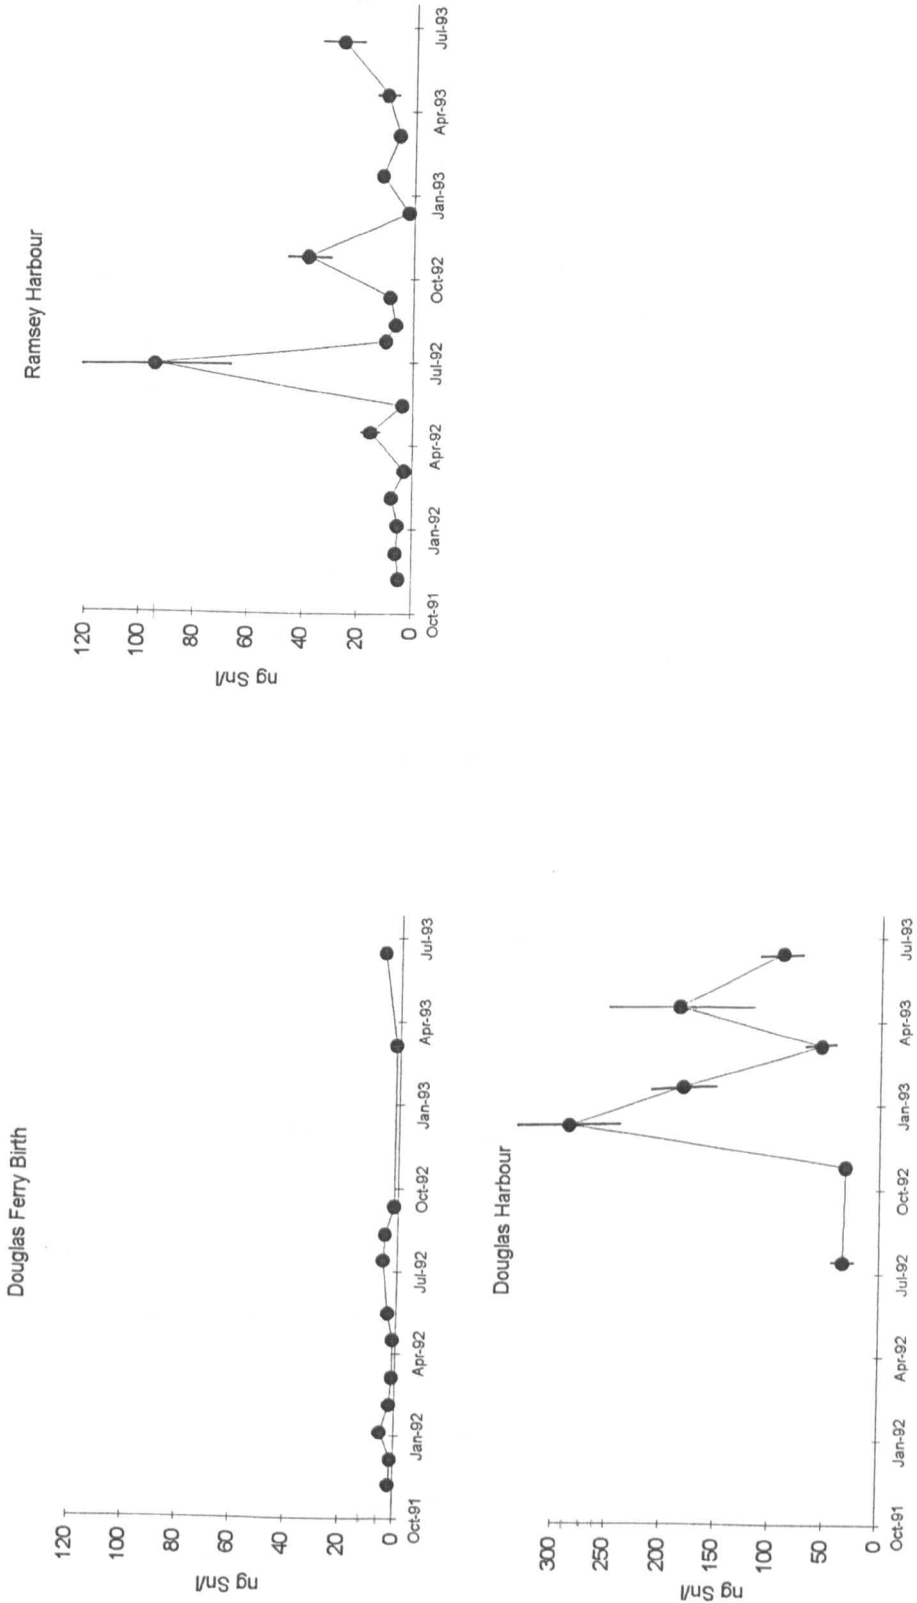 Douglas Ferry Birth
ng Sn/l
120
100
80
60
40
20
0
Oct-91
Jan-92
Apr-92
Jul-92
Oct-92
Jan-93
Apr-93
Jul-93
Ramsey Harbour
ng Sn/l
120
100
80
60
40
20
0
Oct-91
Jan-92
Apr-92
Jul-92
Oct-92
Jan-93
Apr-93
Jul-93
Douglas Harbour
ng Sn/l
300
250
200
150
100
50
0
Oct-91
Jan-92
Apr-92
Jul-92
Oct-92
Jan-93
Apr-93
Jul-93